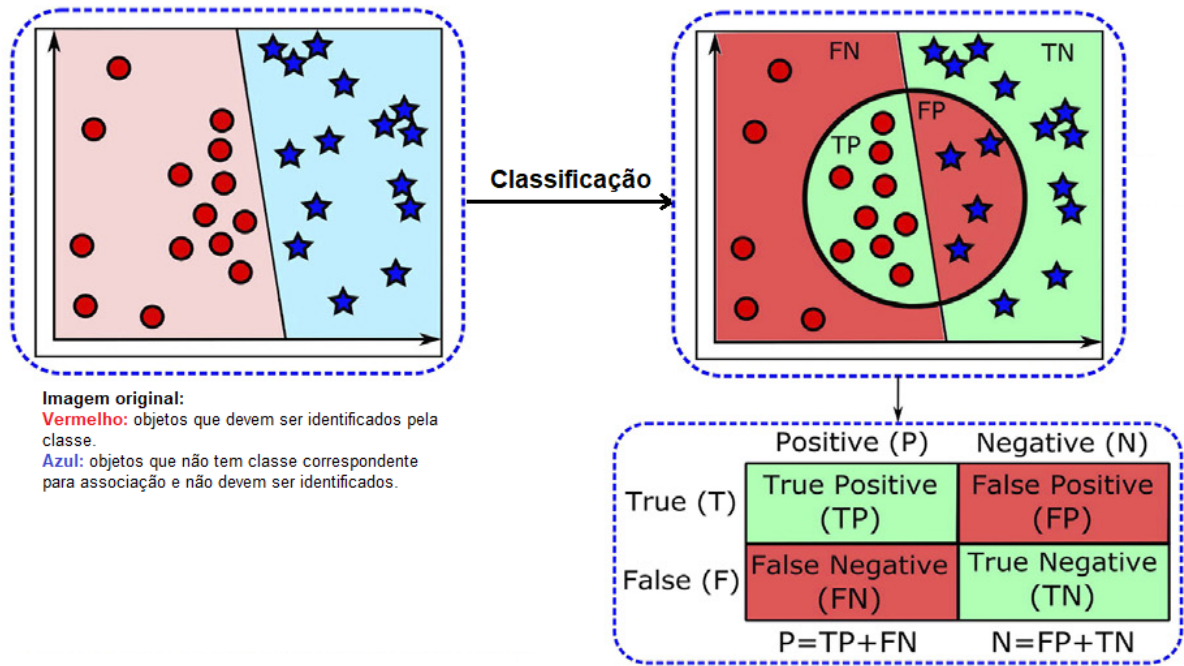 Classificação
FN
TN
FP
TP
Imagem original:
Vermelho: objetos que devem ser identificados pela
classe.
Azul: objetos que não tem classe correspondente
para associação e não devem ser identificados.
Positive (P)
Negative (N)
True (T)
True Positive
(TP)
False Positive
(FP)
False (F)
False Negative
(FN)
True Negative
(TN)
P=TP+FN
N=FP+TN